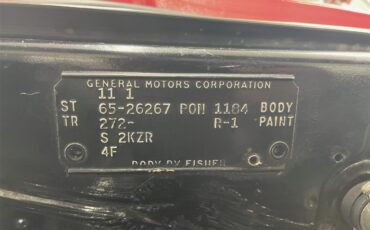 GENERAL MOTORS CORPORATION
11 1
ST 65-26267 PON 1184 BODY
TR 272- R-1 PAINT
S 2KZR
4F
BODY BY FISHER